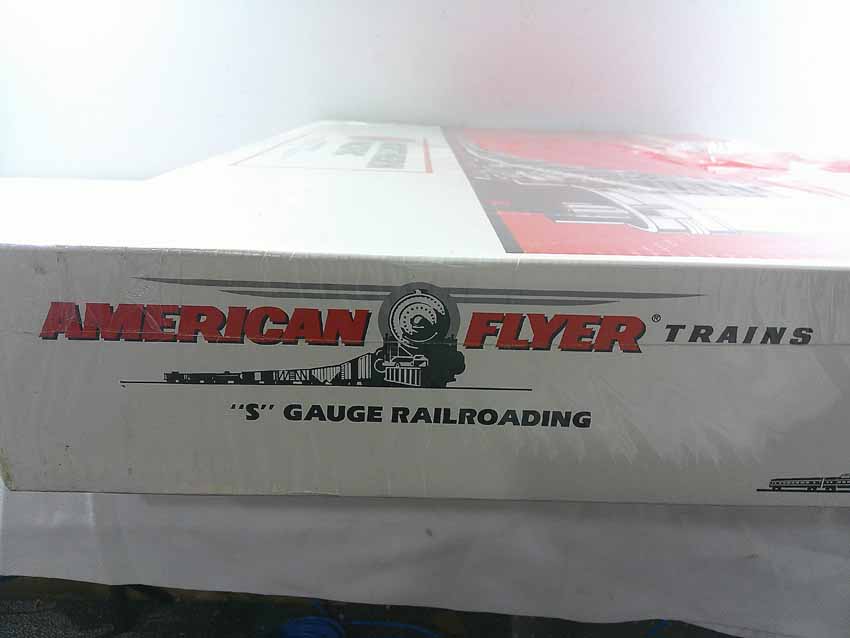 AMERICAN FLYER® TRAINS
"S" GAUGE RAILROADING